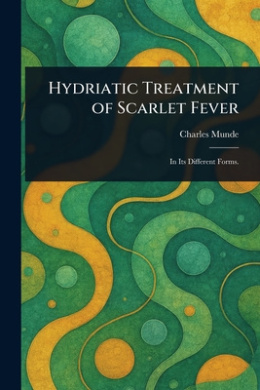 Hydriatic Treatment
of Scarlet Fever
Charles Munde
In Its Different Forms.